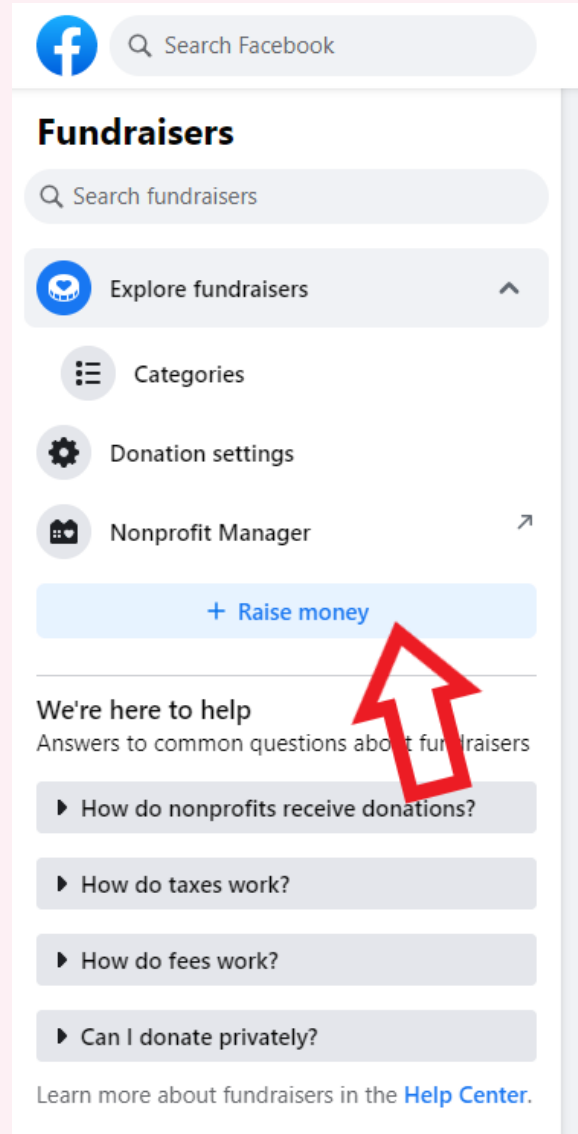 Search Facebook
Fundraisers
Search fundraisers
Explore fundraisers
Categories
Donation settings
Nonprofit Manager
+ Raise money
We're here to help
Answers to common questions about fundraisers
How do nonprofits receive donations?
How do taxes work?
How do fees work?
Can I donate privately?
Learn more about fundraisers in the Help Center.